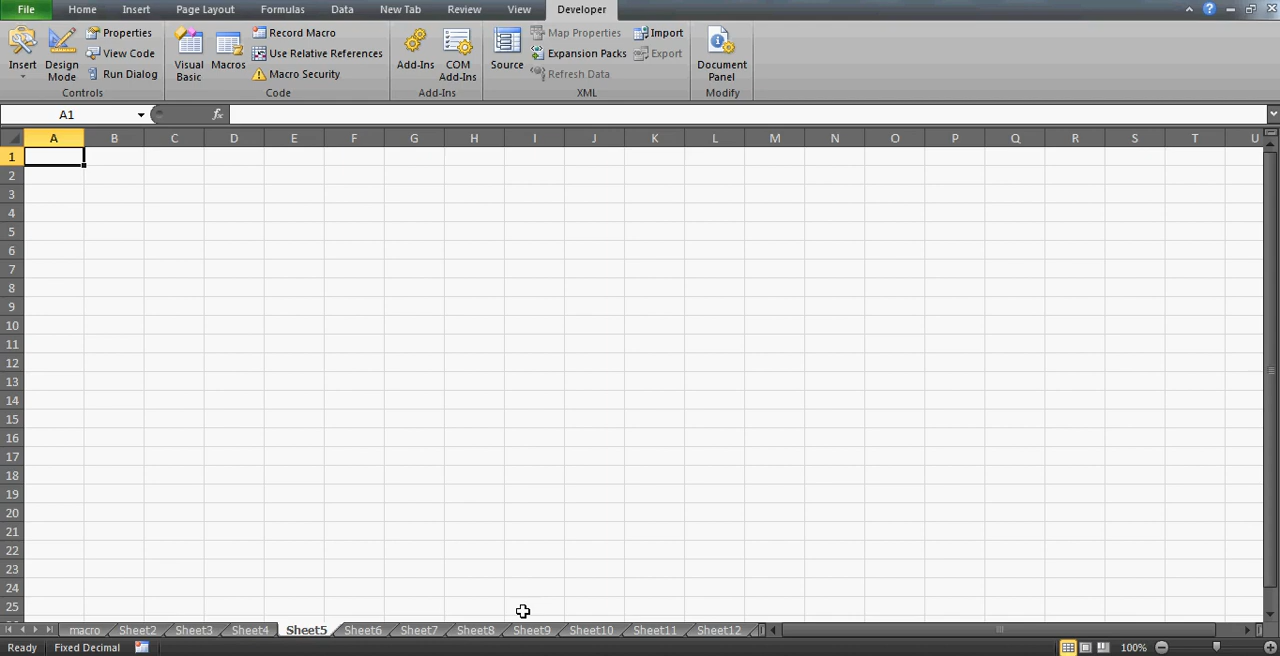 File Home Insert Page Layout Formulas Data New Tab Review View Developer
Properties Record Macro Map Properties Import
View Code Use Relative References Expansion Packs Export
Insert Design Mode Run Dialog Visual Basic Macros Macro Security Add-Ins COM Add-Ins Source Refresh Data Document Panel
Controls Code Add-Ins XML Modify
A1 fx
A B C D E F G H I J K L M N O P Q R S T U
1
2
3
4
5
6
7
8
9
10
11
12
13
14
15
16
17
18
19
20
21
22
23
24
25
macro Sheet2 Sheet3 Sheet4 Sheet5 Sheet6 Sheet7 Sheet8 Sheet9 Sheet10 Sheet11 Sheet12
Ready Fixed Decimal 100%